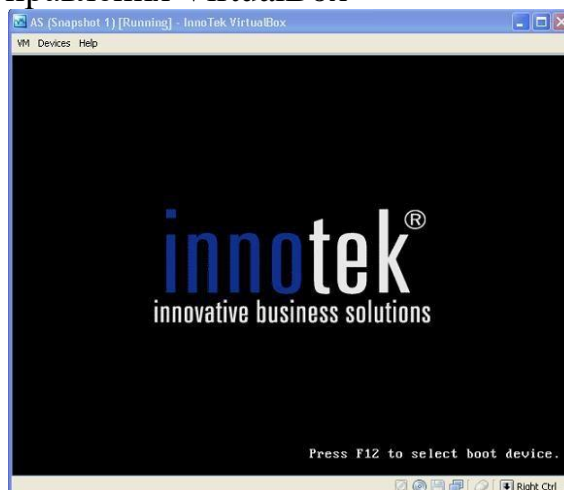 VirtualBox
AS (Snapshot 1) [Running] - InnoTek VirtualBox
VM Devices Help
innotek®
innovative business solutions
Press F12 to select boot device.
Right Ctrl